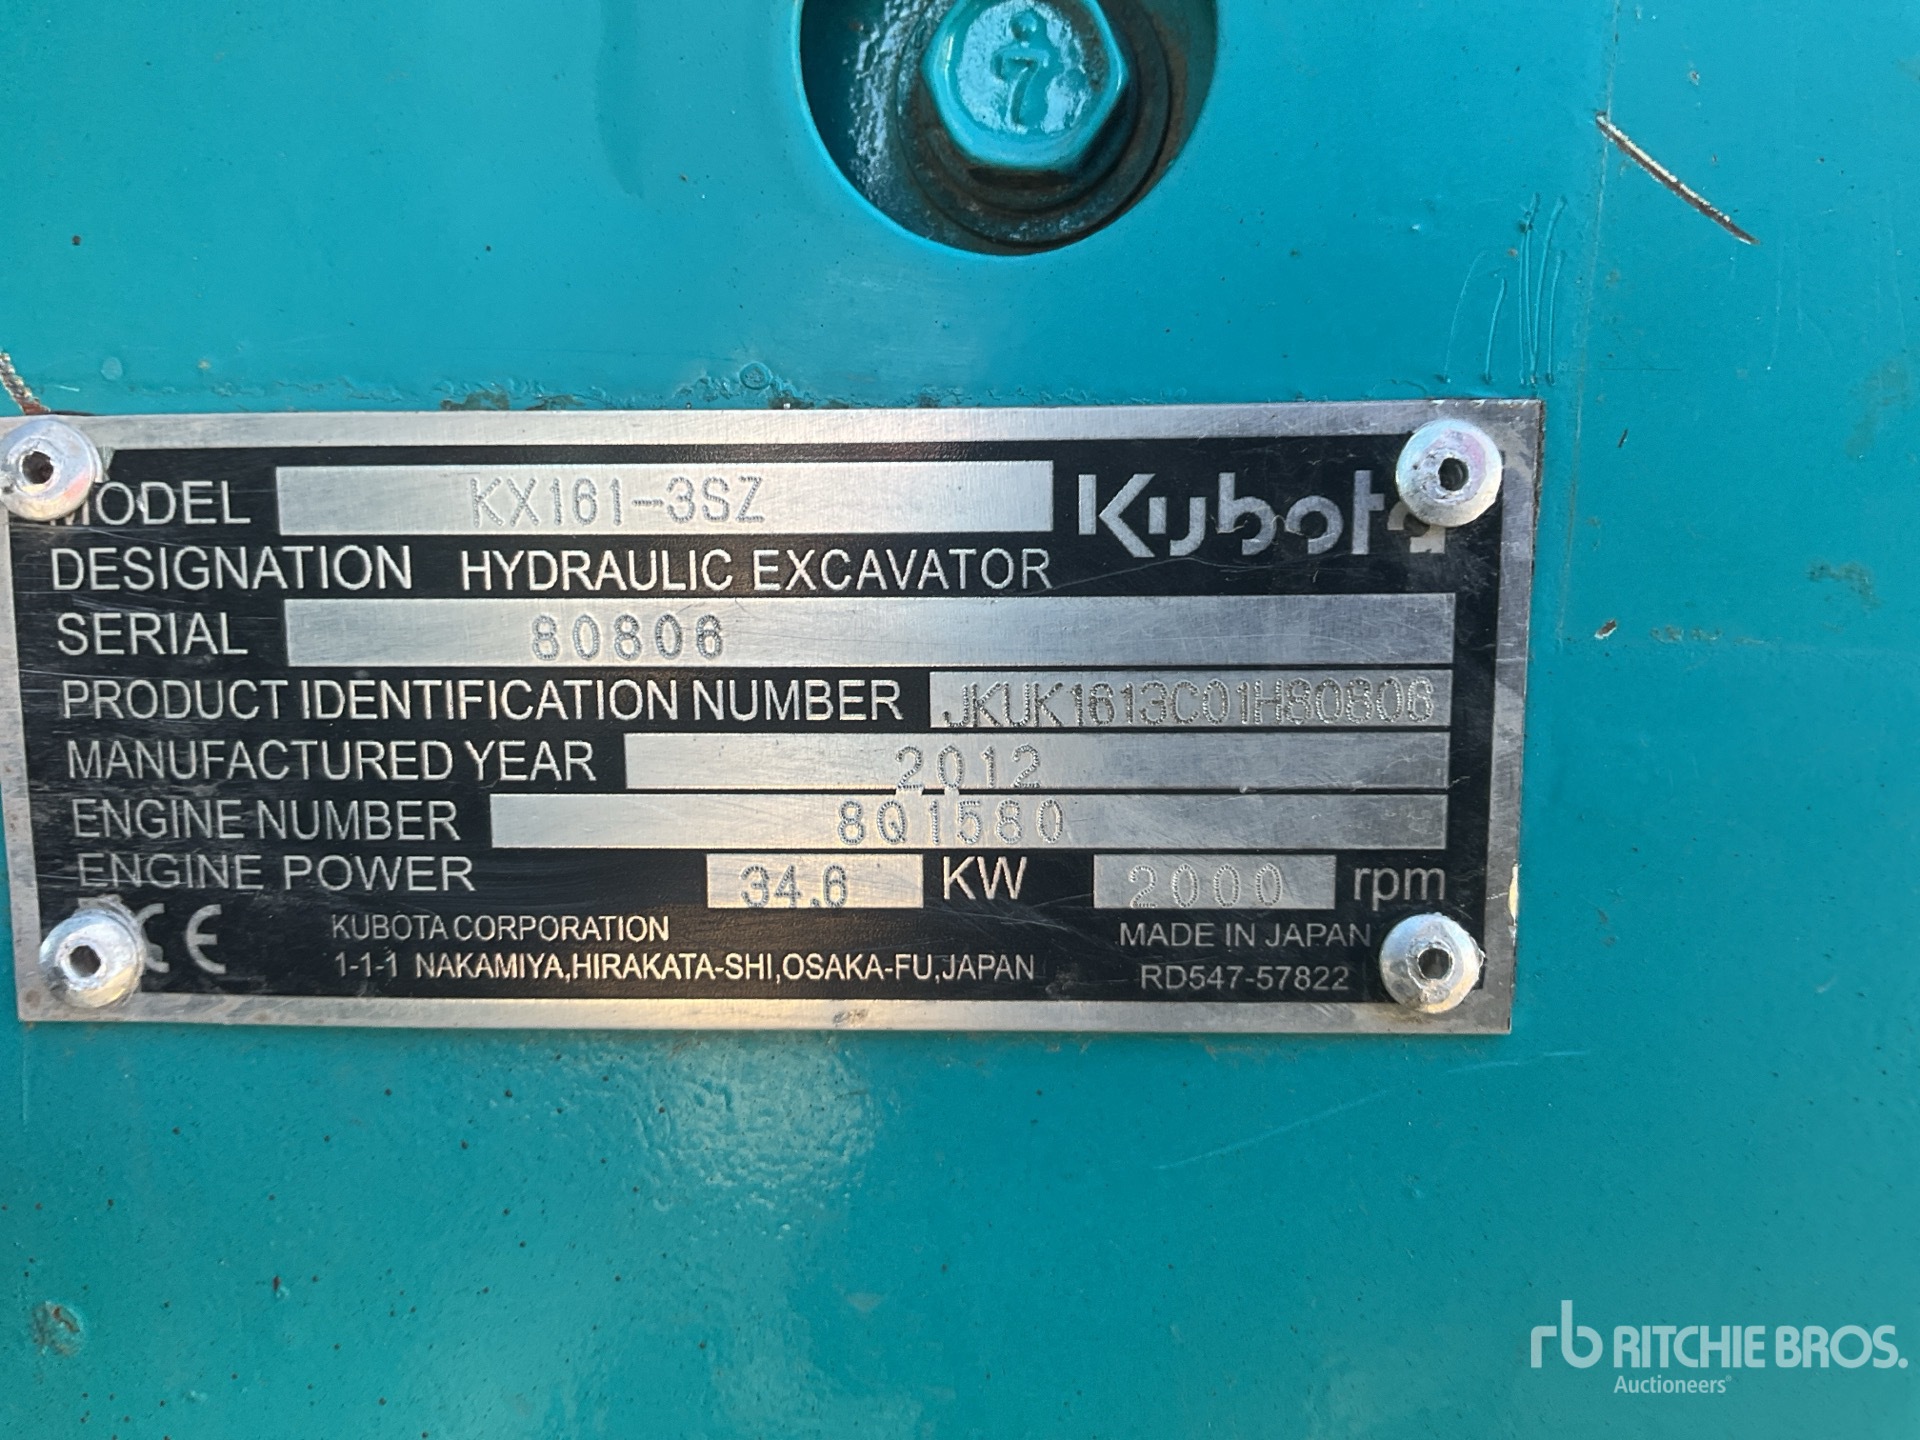 7
MODEL KX161-3SZ Kubota
DESIGNATION HYDRAULIC EXCAVATOR
SERIAL 80806
PRODUCT IDENTIFICATION NUMBER JKUK1613C01H80806
MANUFACTURED YEAR 2012
ENGINE NUMBER 8Q1580
ENGINE POWER 34.6 KW 2000 rpm
CE KUBOTA CORPORATION MADE IN JAPAN
1-1-1 NAKAMIYA,HIRAKATA-SHI,OSAKA-FU,JAPAN RD547-57822
rb RITCHIE BROS.
Auctioneers